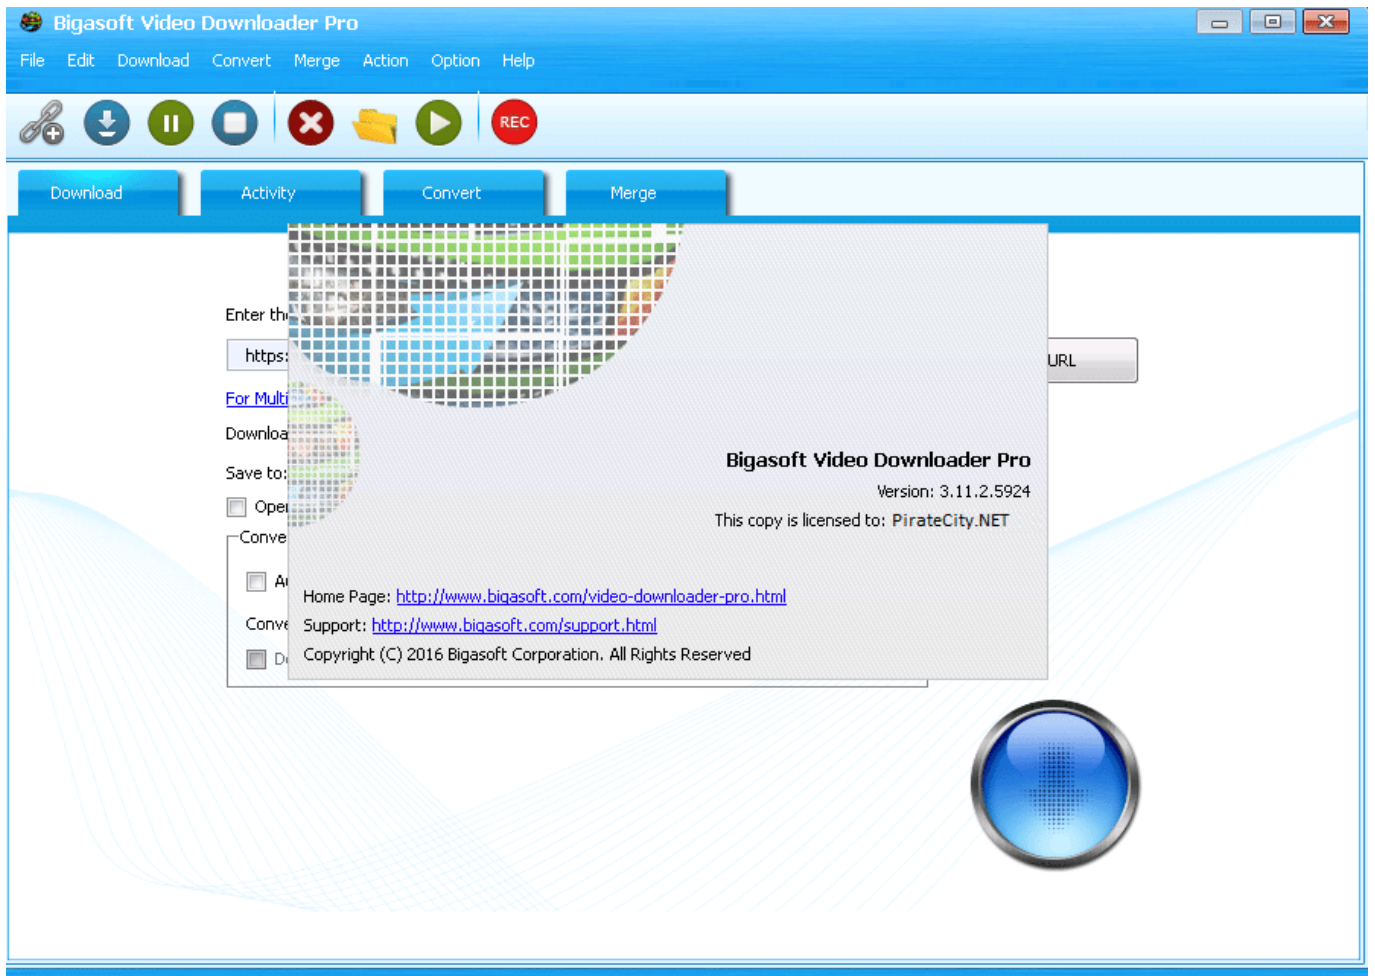 Bigasoft Video Downloader Pro
File Edit Download Convert Merge Action Option Help
REC
Download Activity Convert Merge
Enter the
https: URL
For Multi
Downloa
Bigasoft Video Downloader Pro
Save to:
Version: 3.11.2.5924
Open
This copy is licensed to: PirateCity.NET
Conve
Home Page: http://www.bigasoft.com/video-downloader-pro.html
Conve
Support: http://www.bigasoft.com/support.html
Copyright (C) 2016 Bigasoft Corporation. All Rights Reserved